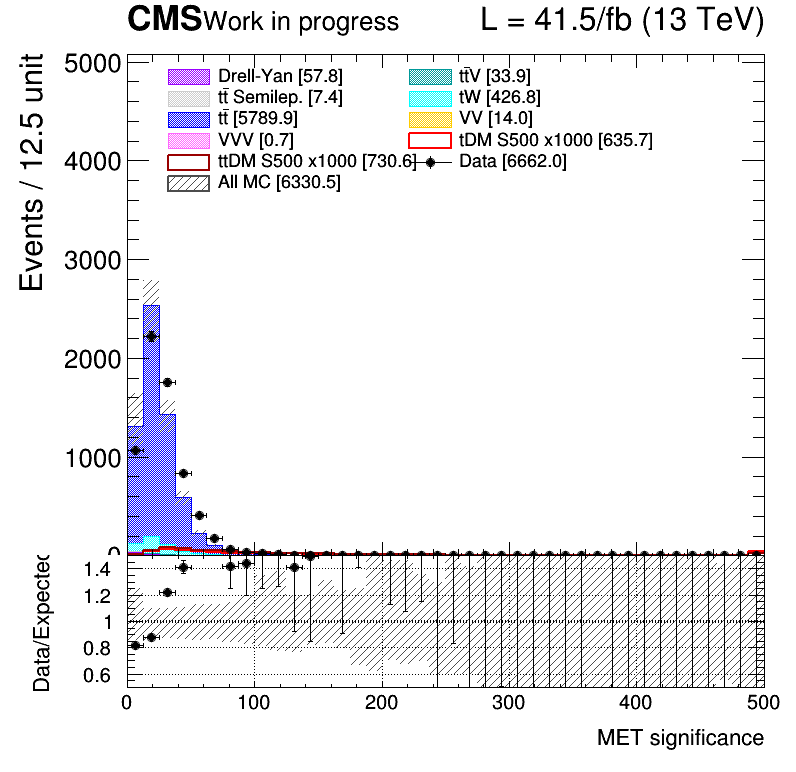 CMS Work in progress L = 41.5/fb (13 TeV)
Events / 12.5 unit
5000
4000
3000
2000
1000
0
Drell-Yan [57.8] tt̄V [33.9]
tt̄ Semilep. [7.4] tW [426.8]
tt̄ [5789.9] VV [14.0]
VVV [0.7] tDM S500 x1000 [635.7]
ttDM S500 x1000 [730.6] Data [6662.0]
All MC [6330.5]
Data/Expected
1.4
1.2
1
0.8
0.6
0 100 200 300 400 500
MET significance